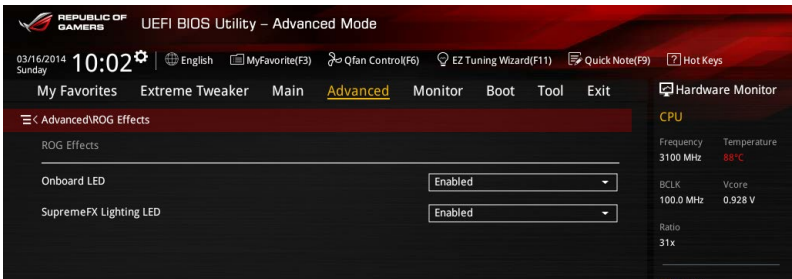 REPUBLIC OF
GAMERS
UEFI BIOS Utility – Advanced Mode
03/16/2014
Sunday
10:02
English
MyFavorite(F3)
Qfan Control(F6)
EZ Tuning Wizard(F11)
Quick Note(F9)
? Hot Keys
My Favorites Extreme Tweaker Main Advanced Monitor Boot Tool Exit
Hardware Monitor
< Advanced\ROG Effects
ROG Effects
Onboard LED Enabled
SupremeFX Lighting LED Enabled
CPU
Frequency Temperature
3100 MHz 88°C
BCLK Vcore
100.0 MHz 0.928 V
Ratio
31x